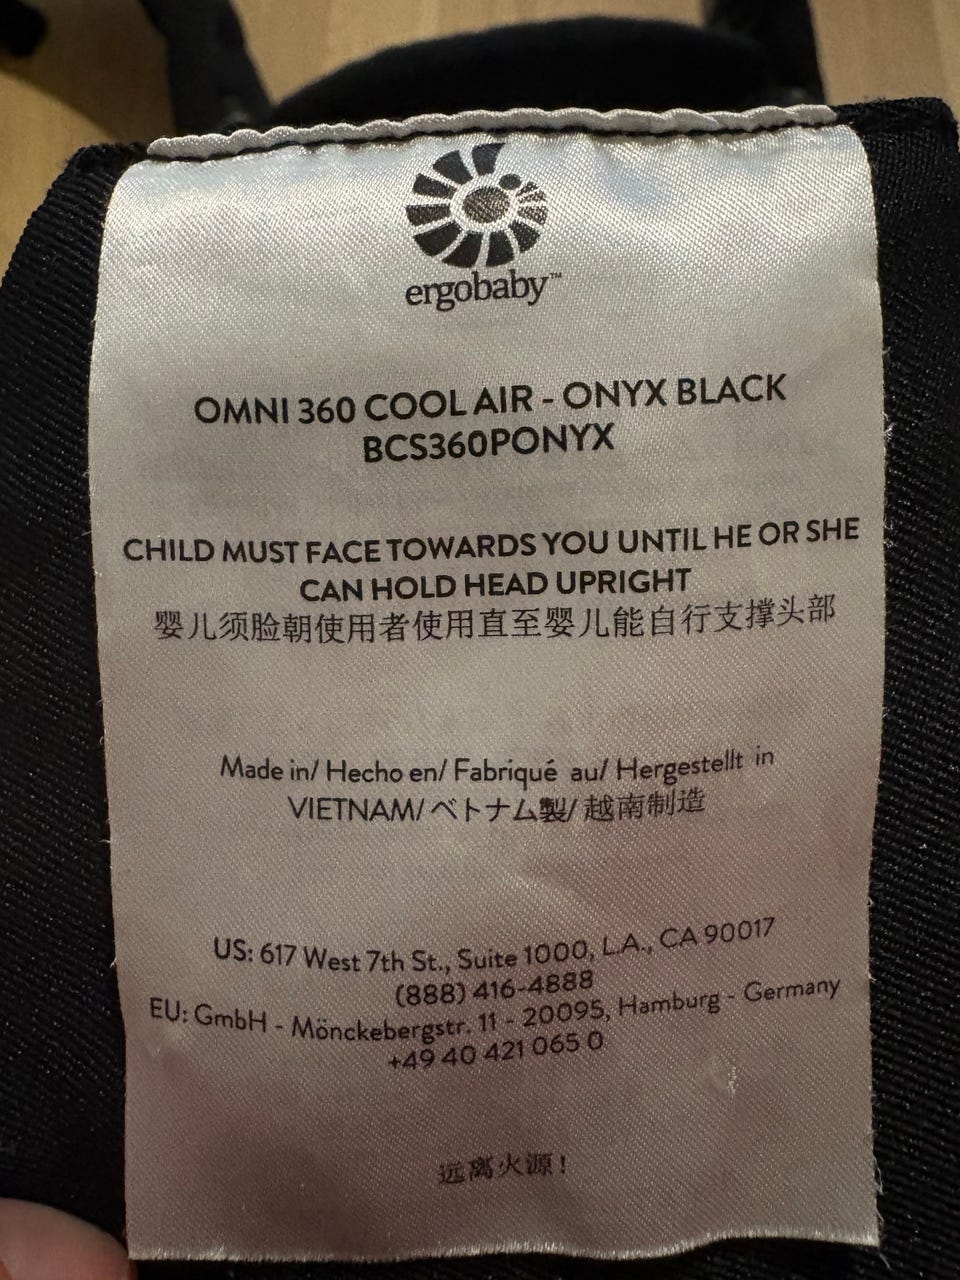 ergobaby™
OMNI 360 COOL AIR - ONYX BLACK
BCS360PONYX
CHILD MUST FACE TOWARDS YOU UNTIL HE OR SHE
CAN HOLD HEAD UPRIGHT
婴儿须脸朝使用者使用直至婴儿能自行支撑头部
Made in/ Hecho en/ Fabriqué au/ Hergestellt in
VIETNAM/ ベトナム製/ 越南制造
US: 617 West 7th St., Suite 1000, L.A., CA 90017
(888) 416-4888
EU: GmbH - Mönckebergstr. 11 - 20095, Hamburg - Germany
+49 40 421 065 0
远离火源!